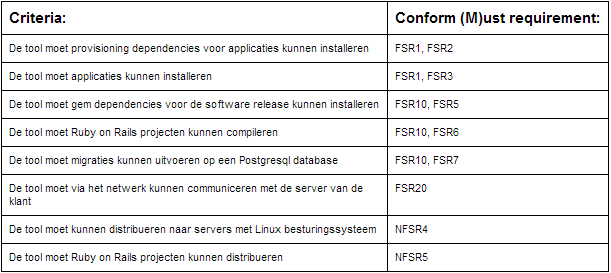 Criteria: Conform (M)ust requirement:
De tool moet provisioning dependencies voor applicaties kunnen installeren FSR1, FSR2
De tool moet applicaties kunnen installeren FSR1, FSR3
De tool moet gem dependencies voor de software release kunnen installeren FSR10, FSR5
De tool moet Ruby on Rails projecten kunnen compileren FSR10, FSR6
De tool moet migraties kunnen uitvoeren op een Postgresql database FSR10, FSR7
De tool moet via het netwerk kunnen communiceren met de server van de FSR20
klant
De tool moet kunnen distribueren naar servers met Linux besturingssysteem NFSR4
De tool moet Ruby on Rails projecten kunnen distribueren NFSR5